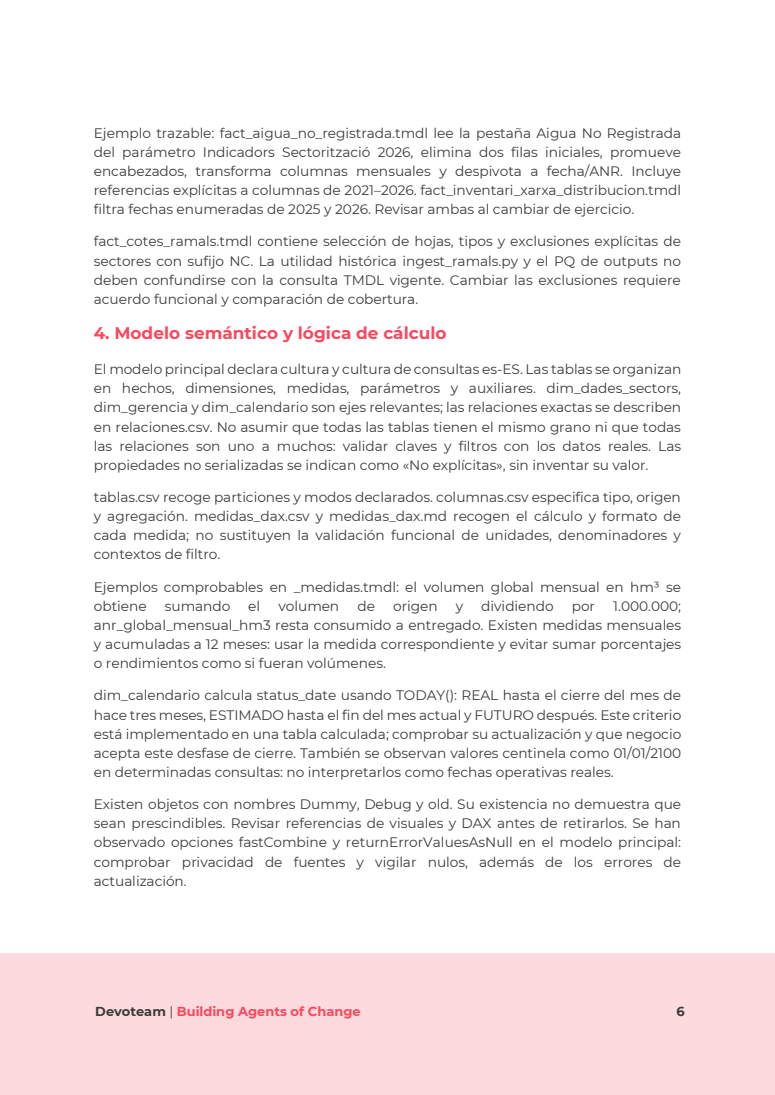 Ejemplo trazable: fact_aigua_no_registrada.tmdl lee la pestaña Aigua No Registrada
del parámetro Indicadors Sectorització 2026, elimina dos filas iniciales, promueve
encabezados, transforma columnas mensuales y despivota a fecha/ANR. Incluye
referencias explícitas a columnas de 2021–2026. fact_inventari_xarxa_distribucion.tmdl
filtra fechas enumeradas de 2025 y 2026. Revisar ambas al cambiar de ejercicio.
fact_cotes_ramals.tmdl contiene selección de hojas, tipos y exclusiones explícitas de
sectores con sufijo NC. La utilidad histórica ingest_ramals.py y el PQ de outputs no
deben confundirse con la consulta TMDL vigente. Cambiar las exclusiones requiere
acuerdo funcional y comparación de cobertura.
4. Modelo semántico y lógica de cálculo
El modelo principal declara cultura y cultura de consultas es-ES. Las tablas se organizan
en hechos, dimensiones, medidas, parámetros y auxiliares. dim_dades_sectors,
dim_gerencia y dim_calendario son ejes relevantes; las relaciones exactas se describen
en relaciones.csv. No asumir que todas las tablas tienen el mismo grano ni que todas
las relaciones son uno a muchos: validar claves y filtros con los datos reales. Las
propiedades no serializadas se indican como «No explícitas», sin inventar su valor.
tablas.csv recoge particiones y modos declarados. columnas.csv especifica tipo, origen
y agregación. medidas_dax.csv y medidas_dax.md recogen el cálculo y formato de
cada medida; no sustituyen la validación funcional de unidades, denominadores y
contextos de filtro.
Ejemplos comprobables en _medidas.tmdl: el volumen global mensual en hm³ se
obtiene sumando el volumen de origen y dividiendo por 1.000.000;
anr_global_mensual_hm3 resta consumido a entregado. Existen medidas mensuales
y acumuladas a 12 meses: usar la medida correspondiente y evitar sumar porcentajes
o rendimientos como si fueran volúmenes.
dim_calendario calcula status_date usando TODAY(): REAL hasta el cierre del mes de
hace tres meses, ESTIMADO hasta el fin del mes actual y FUTURO después. Este criterio
está implementado en una tabla calculada; comprobar su actualización y que negocio
acepta este desfase de cierre. También se observan valores centinela como 01/01/2100
en determinadas consultas: no interpretarlos como fechas operativas reales.
Existen objetos con nombres Dummy, Debug y old. Su existencia no demuestra que
sean prescindibles. Revisar referencias de visuales y DAX antes de retirarlos. Se han
observado opciones fastCombine y returnErrorValuesAsNull en el modelo principal:
comprobar privacidad de fuentes y vigilar nulos, además de los errores de
actualización.
Devoteam | Building Agents of Change 6